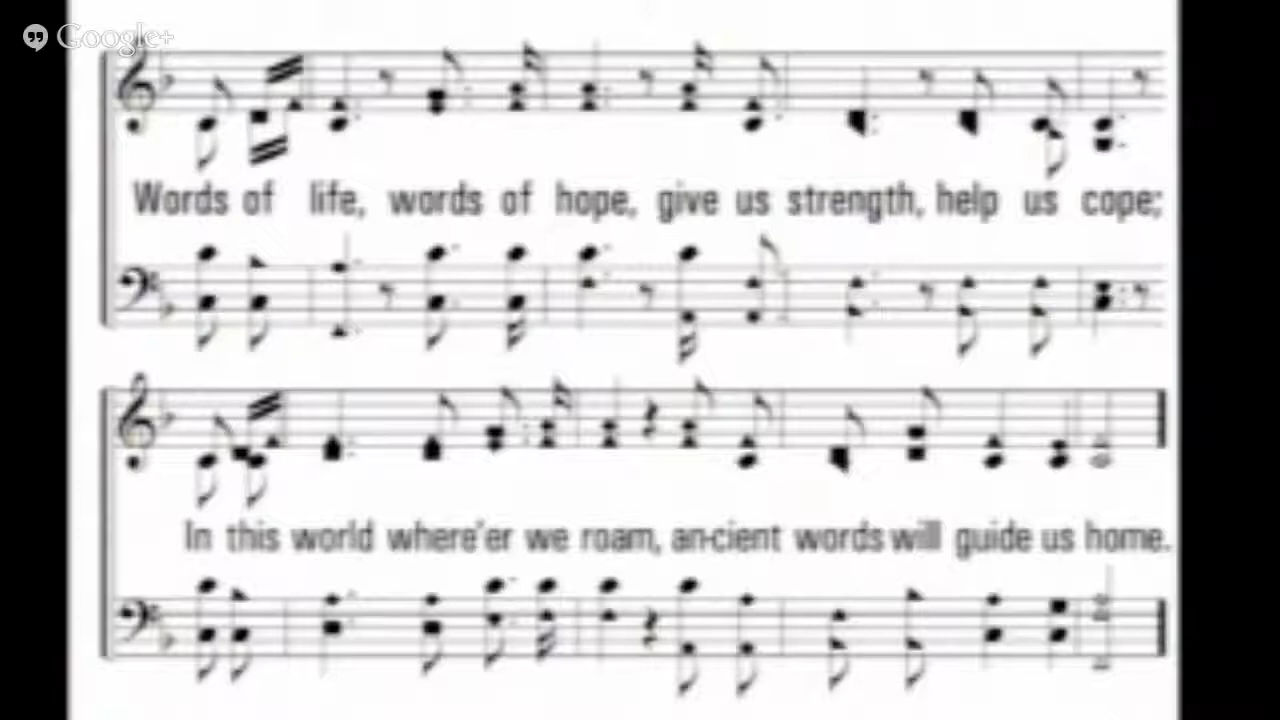 Google+
Words of life, words of hope, give us strength, help us cope;
In this world where'er we roam, an-cient words will guide us home.